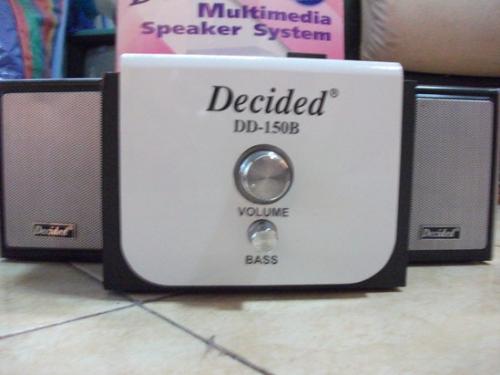 Multimedia
Speaker System
Decided®
DD-150B
VOLUME
BASS
Decided
Decided